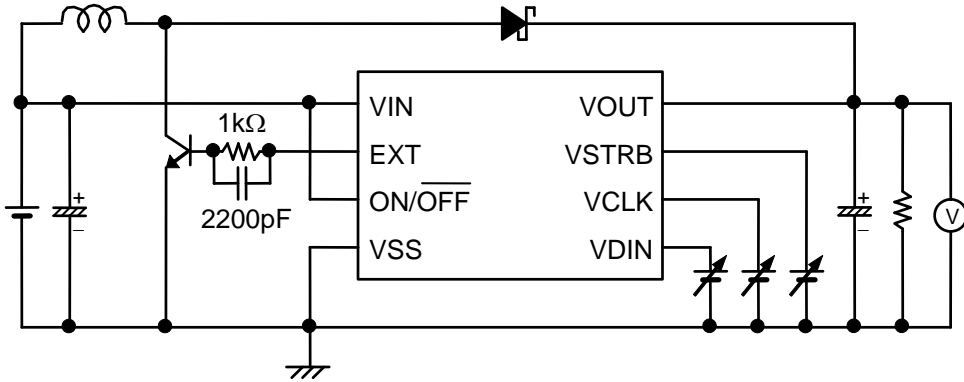 VIN
VOUT
1kΩ
EXT
VSTRB
ON/OFF
VCLK
2200pF
VSS
VDIN
+
−
+
−
V